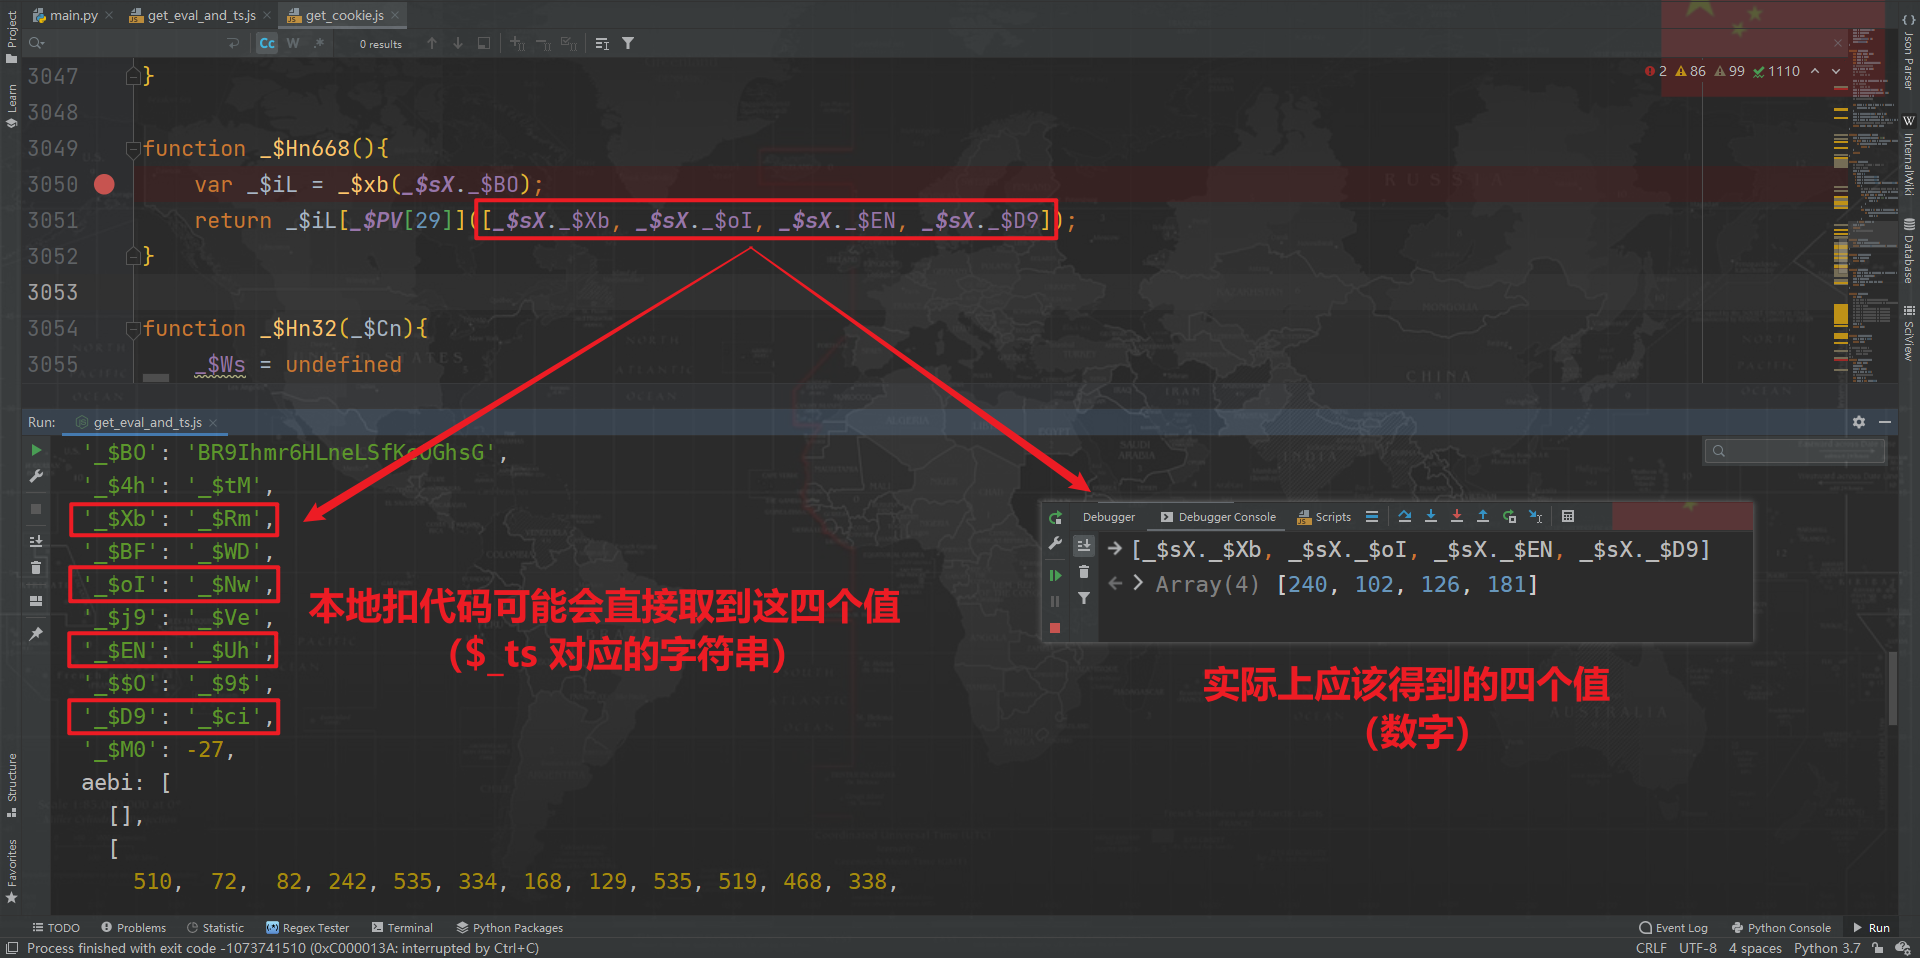 main.py
get_eval_and_ts.js
get_cookie.js
Project
Cc W .* 0 results
2 86 99 1110
3047 }
3048
3049 function _$Hn668(){
3050 var _$iL = _$xb(_$sX._$BO);
3051 return _$iL[_$PV[29]]([_$sX._$Xb, _$sX._$oI, _$sX._$EN, _$sX._$D9]);
3052 }
3053
3054 function _$Hn32(_$Cn){
3055 _$Ws = undefined
Learn
Json Parser
InternalWiki
Database
SciView
Run: get_eval_and_ts.js
'_$BO': 'BR9Ihmr6HLneLSfKcOGhsG',
'_$4h': '_$tM',
'_$Xb': '_$Rm',
'_$BF': '_$WD',
'_$oI': '_$Nw',
'_$j9': '_$Ve',
'_$EN': '_$Uh',
'_$$O': '_$9$',
'_$D9': '_$ci',
'_$M0': -27,
aebi: [
[],
[
510, 72, 82, 242, 535, 334, 168, 129, 535, 519, 468, 338,
本地扣代码可能会直接取到这四个值
($_ts 对应的字符串)
Debugger Debugger Console Scripts
[_$sX._$Xb, _$sX._$oI, _$sX._$EN, _$sX._$D9]
Array(4) [240, 102, 126, 181]
实际上应该得到的四个值
(数字)
Structure
Favorites
TODO Problems Statistic Regex Tester Terminal Python Packages
Event Log Python Console Run
Process finished with exit code -1073741510 (0xC000013A: interrupted by Ctrl+C)
CRLF UTF-8 4 spaces Python 3.7